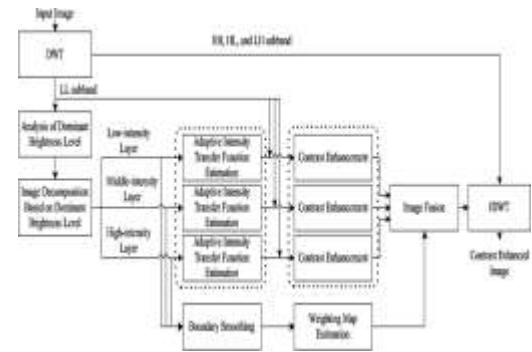 Input Image
DWT
HH, HL, and LH subband
LL subband
Analysis of Dominant
Brightness Level
Image Decomposition
Based on Dominant
Brightness Level
Low-intensity
Layer
Middle-intensity
Layer
High-intensity
Layer
Adaptive Intensity
Transfer Function
Estimation
Adaptive Intensity
Transfer Function
Estimation
Adaptive Intensity
Transfer Function
Estimation
Contrast Enhancement
Contrast Enhancement
Contrast Enhancement
Image Fusion
IDWT
Contrast Enhanced
Image
Boundary Smoothing
Weighting Map
Estimation